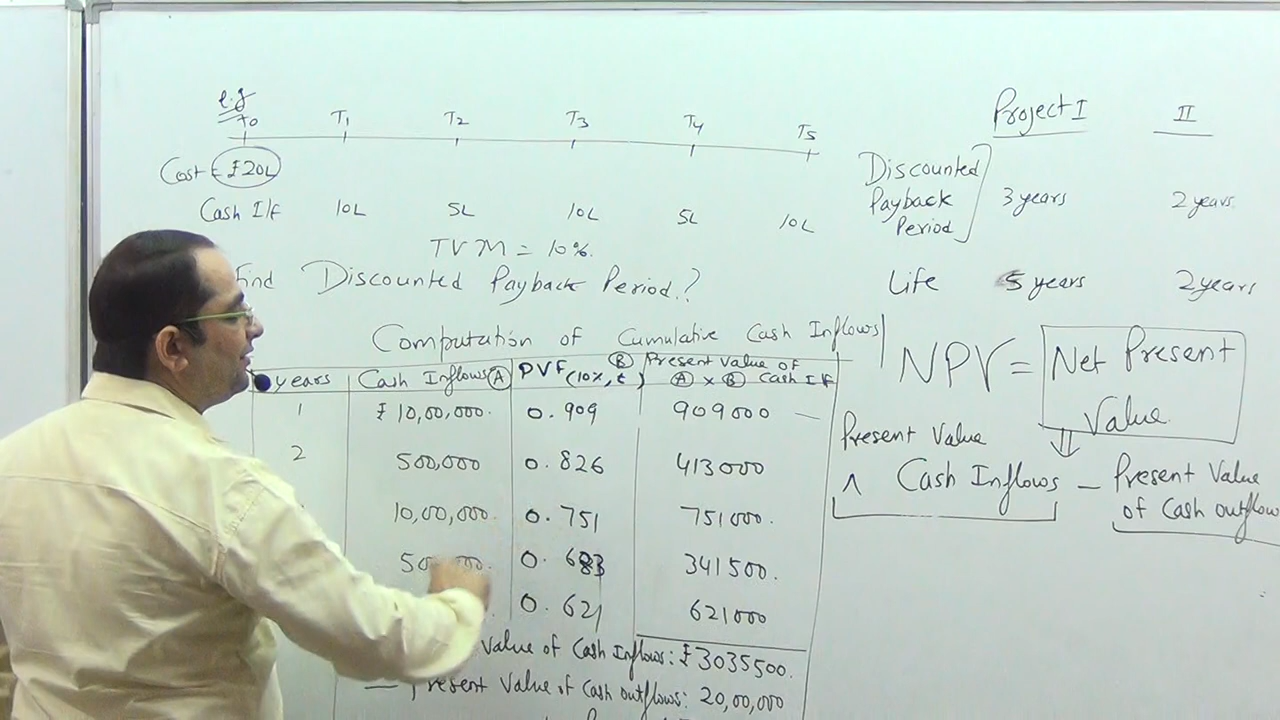 e.g
T0 T1 T2 T3 T4 T5
Cost ₹20L
Cash I/f 10L 5L 10L 5L 10L
TVM = 10%.
Find Discounted Payback Period.?
Computation of Cumulative Cash Inflows
years Cash Inflows (A) PVF(10%, t) (B) Present Value of (A) x (B) Cash I/f
1 ₹10,00,000. 0.909 909000 —
2 500,000 0.826 413000
10,00,000. 0.751 751000.
0.683 341500.
0.621 621000
Value of Cash Inflows: ₹3035500.
Present Value of Cash outflows: 20,00,000
Project I II
Discounted
Payback 3 years 2 years.
Period
Life 5 years 2 years
NPV = Net Present
Value
Present Value
^ Cash Inflows — Present Value
of Cash outflow